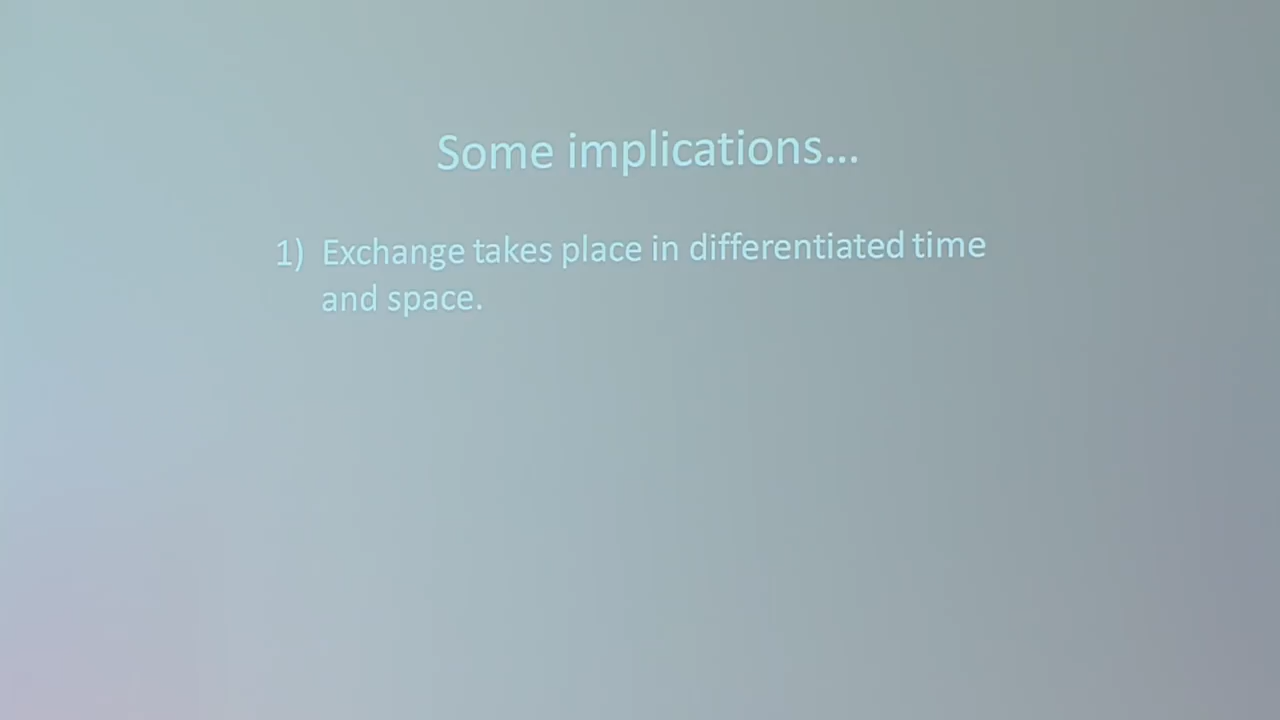 Some implications...
1) Exchange takes place in differentiated time
and space.